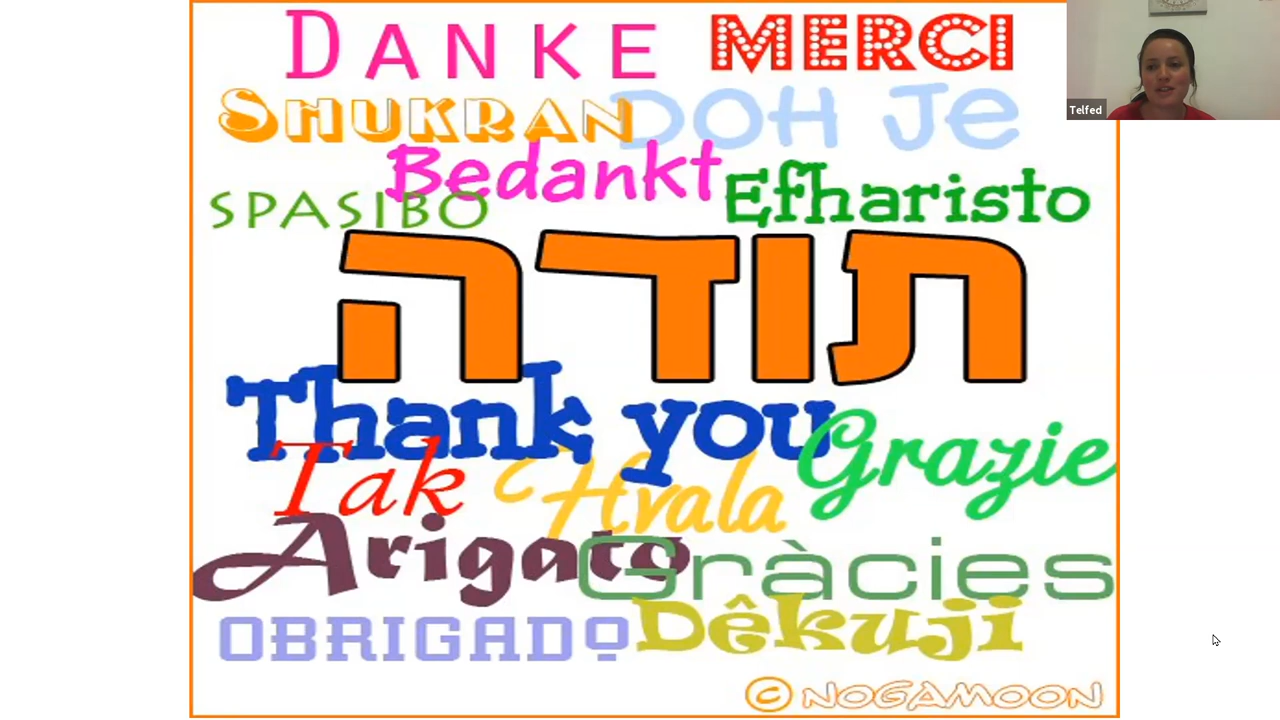 DANKE MERCI
Telfed
SHUKRAN DOH JE
Bedankt Efharisto
SPASIBO
תודה
Thank you
Grazie
Tak Hvala
Arigato Gràcies
OBRIGADO Dêkuji
© NOGAMOON